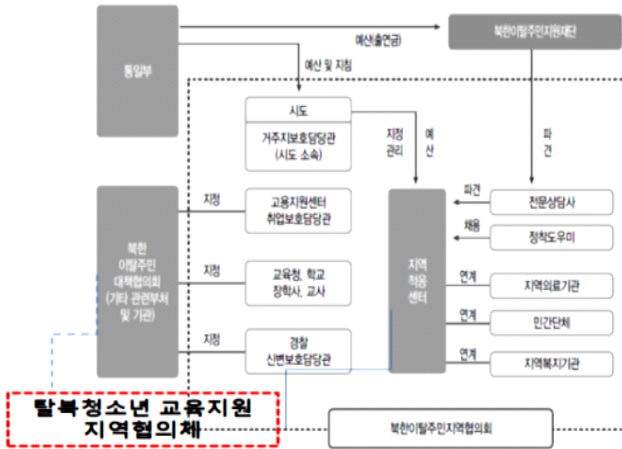 통일부
예산(출연금)
북한이탈주민지원재단
예산 및 지침
시도
거주지보호담당관
(시도 소속)
지정
관리
예
산
파
견
지정
고용지원센터
취업보호담당관
북한
이탈주민
대책협의회
(기타 관련부처
및 기관)
지정
교육청, 학교
장학사, 교사
지정
경찰
신변보호담당관
지역
적응
센터
파견
전문상담사
채용
정착도우미
연계
지역의료기관
연계
민간단체
연계
지역복지기관
탈북청소년 교육지원
지역협의체
북한이탈주민지역협의회